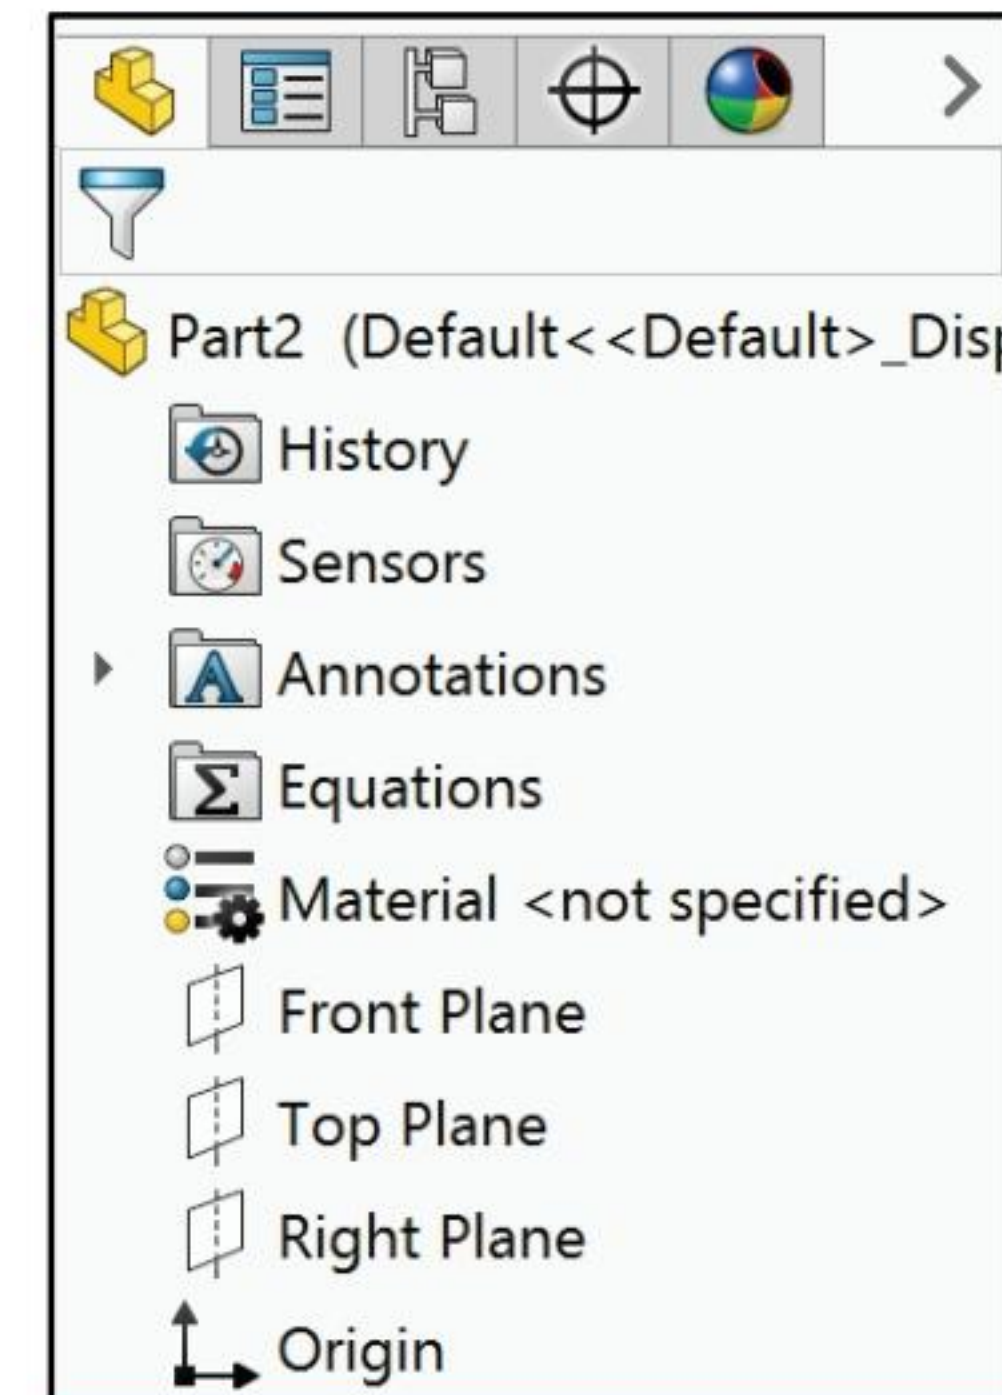 Part2 (Default<<Default>_Disp
History
Sensors
Annotations
Equations
Material <not specified>
Front Plane
Top Plane
Right Plane
Origin